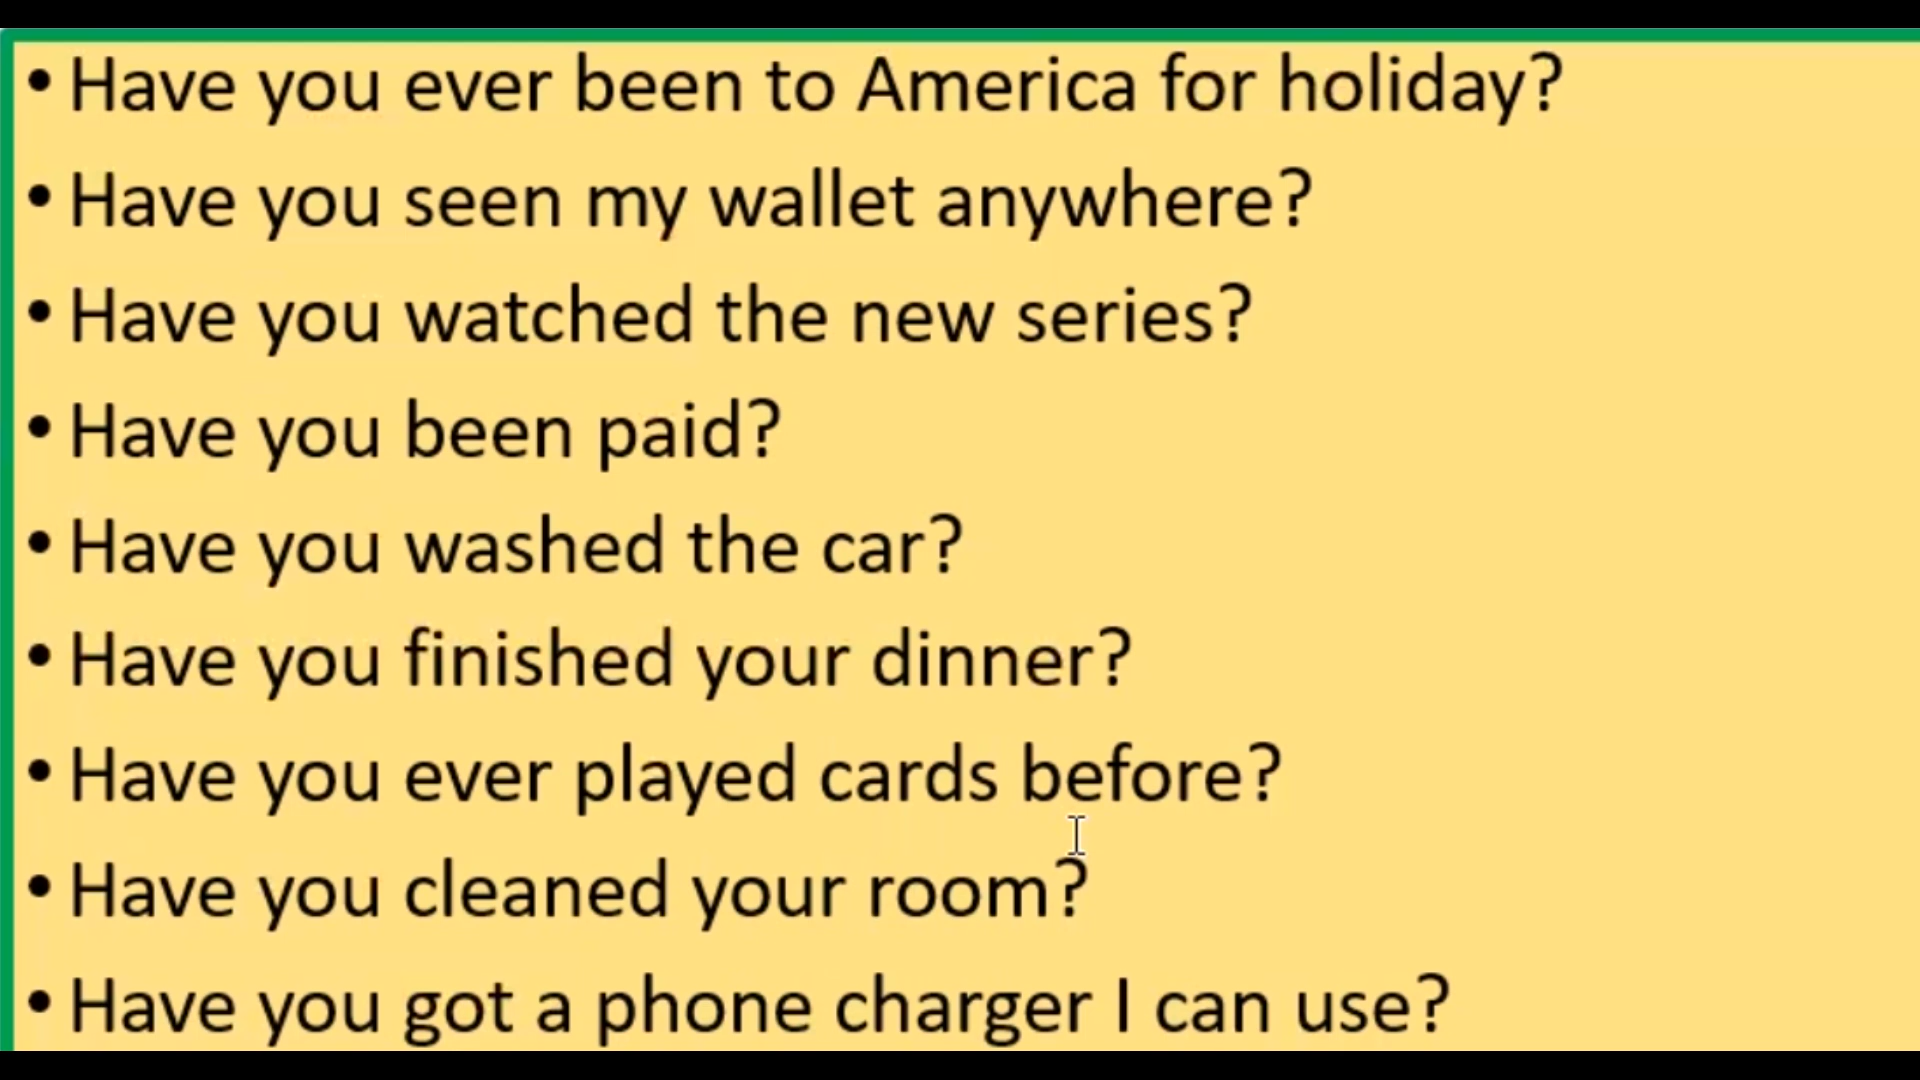 • Have you ever been to America for holiday?
• Have you seen my wallet anywhere?
• Have you watched the new series?
• Have you been paid?
• Have you washed the car?
• Have you finished your dinner?
• Have you ever played cards before?
• Have you cleaned your room?
• Have you got a phone charger I can use?